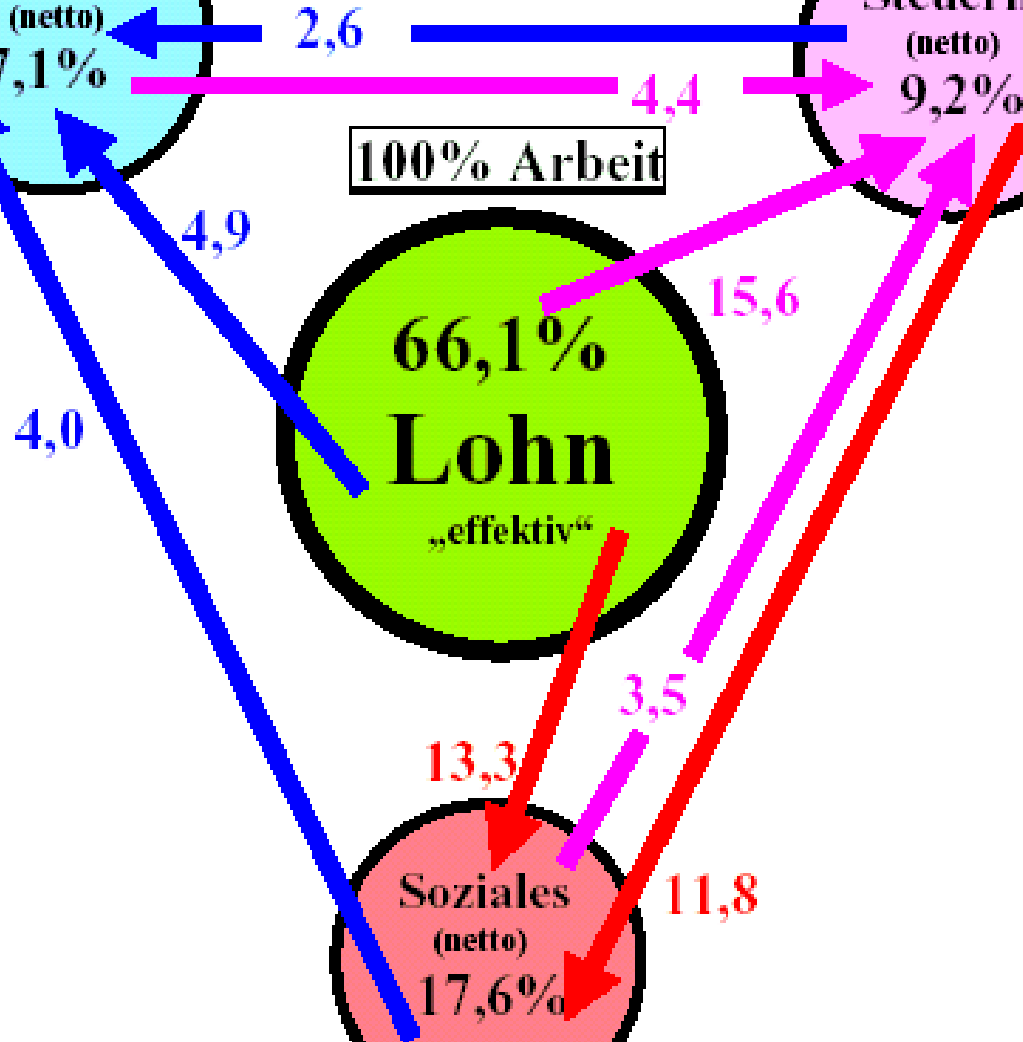 (netto)
7,1%
2,6
4,4
(netto)
9,2%
100% Arbeit
4,9
15,6
66,1%
Lohn
„effektiv“
4,0
3,5
13,3
11,8
Soziales
(netto)
17,6%